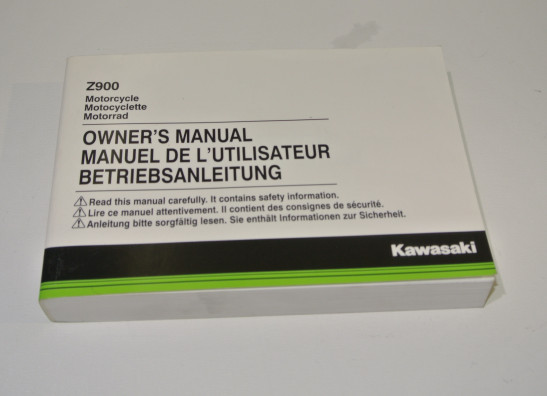 Z900
Motorcycle
Motocyclette
Motorrad
OWNER'S MANUAL
MANUEL DE L'UTILISATEUR
BETRIEBSANLEITUNG
Read this manual carefully. It contains safety information.
Lire ce manuel attentivement. Il contient des consignes de sécurité.
Anleitung bitte sorgfältig lesen. Sie enthält Informationen zur Sicherheit.
Kawasaki